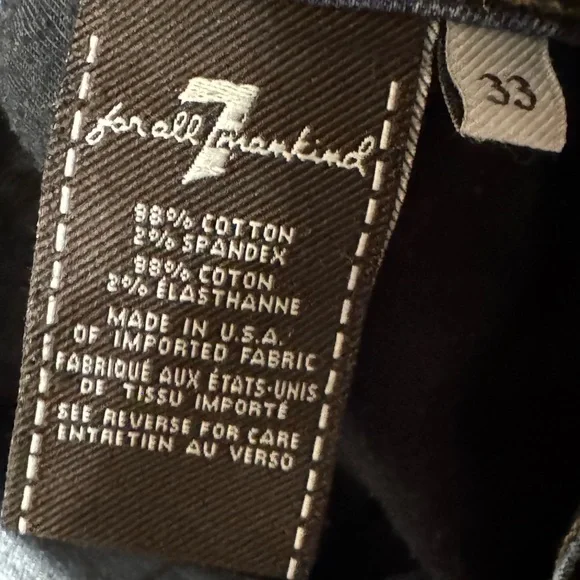 for all 7 mankind
33
98% COTTON
2% SPANDEX
98% COTON
2% ÉLASTHANNE
MADE IN U.S.A.
OF IMPORTED FABRIC
FABRIQUÉ AUX ÉTATS-UNIS
DE TISSU IMPORTÉ
SEE REVERSE FOR CARE
ENTRETIEN AU VERSO